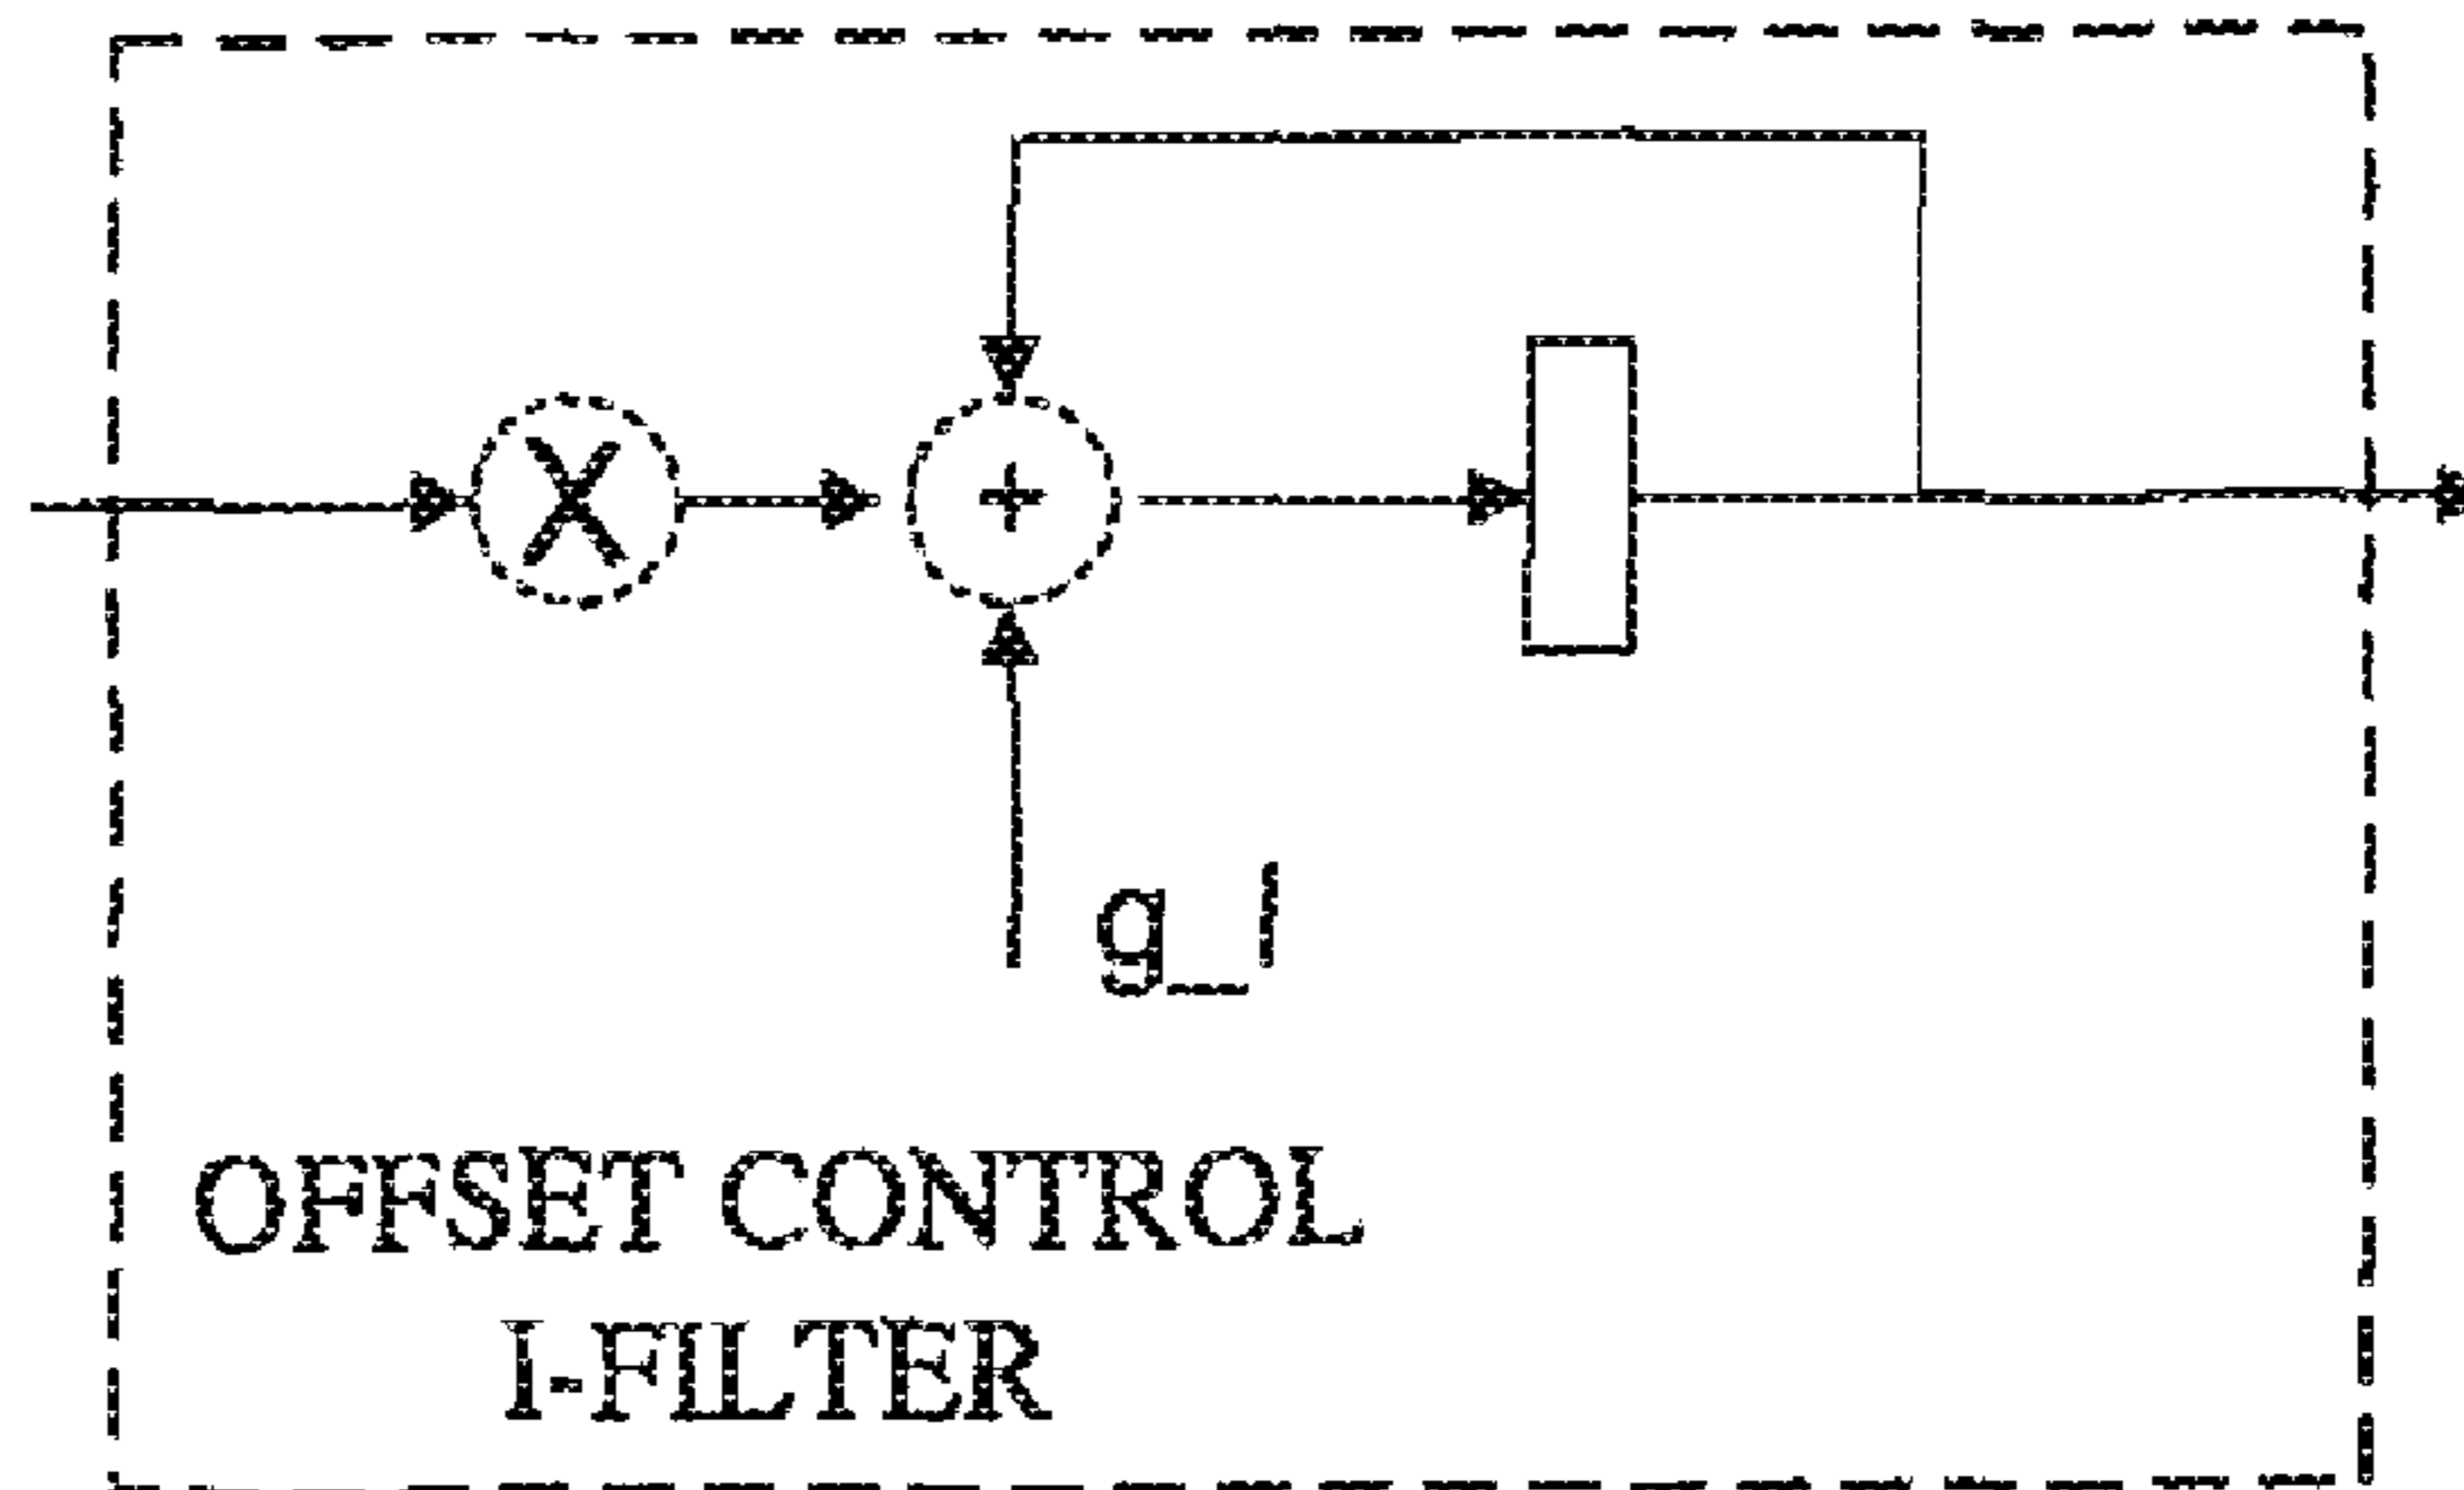 X
+
g_I
OFFSET CONTROL
I-FILTER